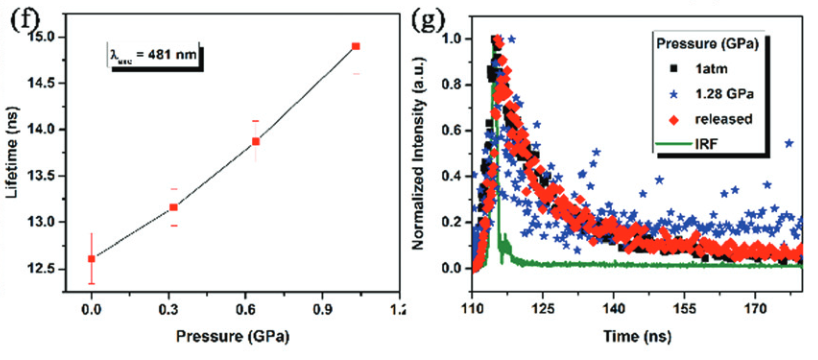 (f)
15.0
14.5
14.0
13.5
13.0
12.5
Lifetime (ns)
λexc = 481 nm
0.0 0.3 0.6 0.9 1.2
Pressure (GPa)
(g)
1.0
0.8
0.6
0.4
0.2
0.0
Normalized Intensity (a.u.)
Pressure (GPa)
1atm
1.28 GPa
released
IRF
110 125 140 155 170
Time (ns)